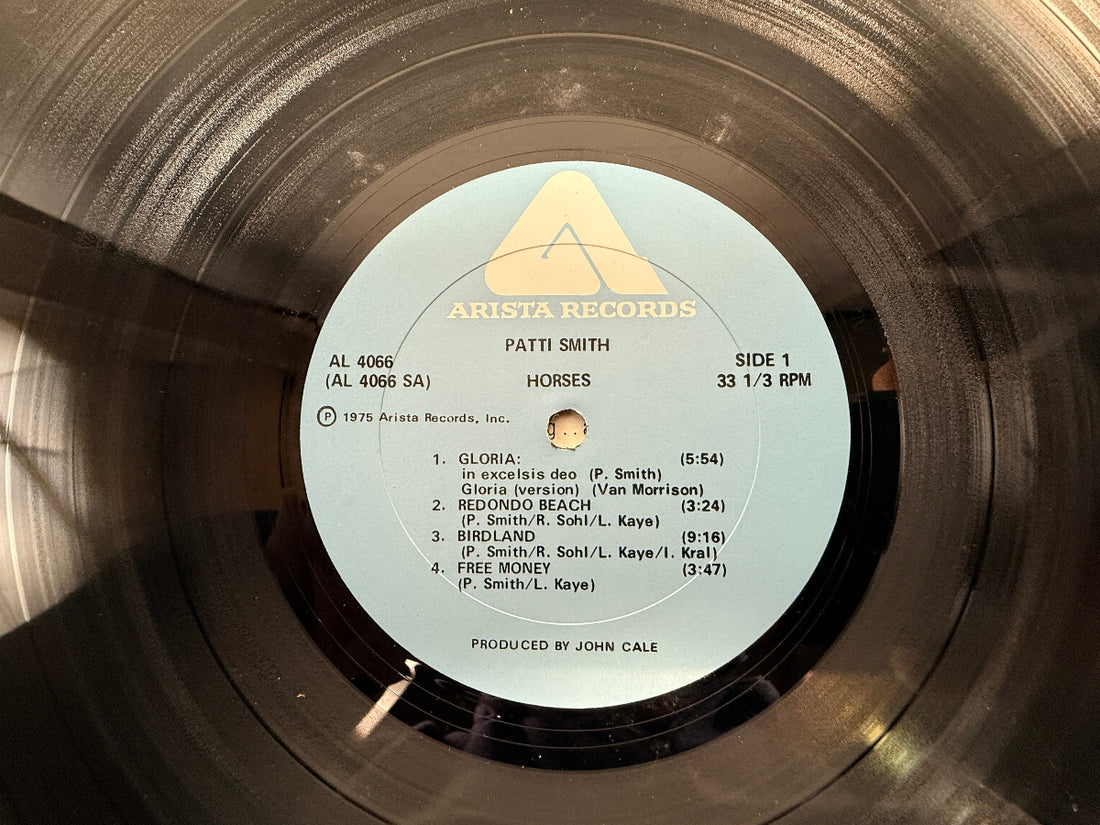 ARISTA RECORDS
PATTI SMITH
AL 4066 SIDE 1
(AL 4066 SA) HORSES 33 1/3 RPM
Ⓟ 1975 Arista Records, Inc.
1. GLORIA: (5:54)
in excelsis deo (P. Smith)
Gloria (version) (Van Morrison)
2. REDONDO BEACH (3:24)
(P. Smith/R. Sohl/L. Kaye)
3. BIRDLAND (9:16)
(P. Smith/R. Sohl/L. Kaye/I. Kral)
4. FREE MONEY (3:47)
(P. Smith/L. Kaye)
PRODUCED BY JOHN CALE